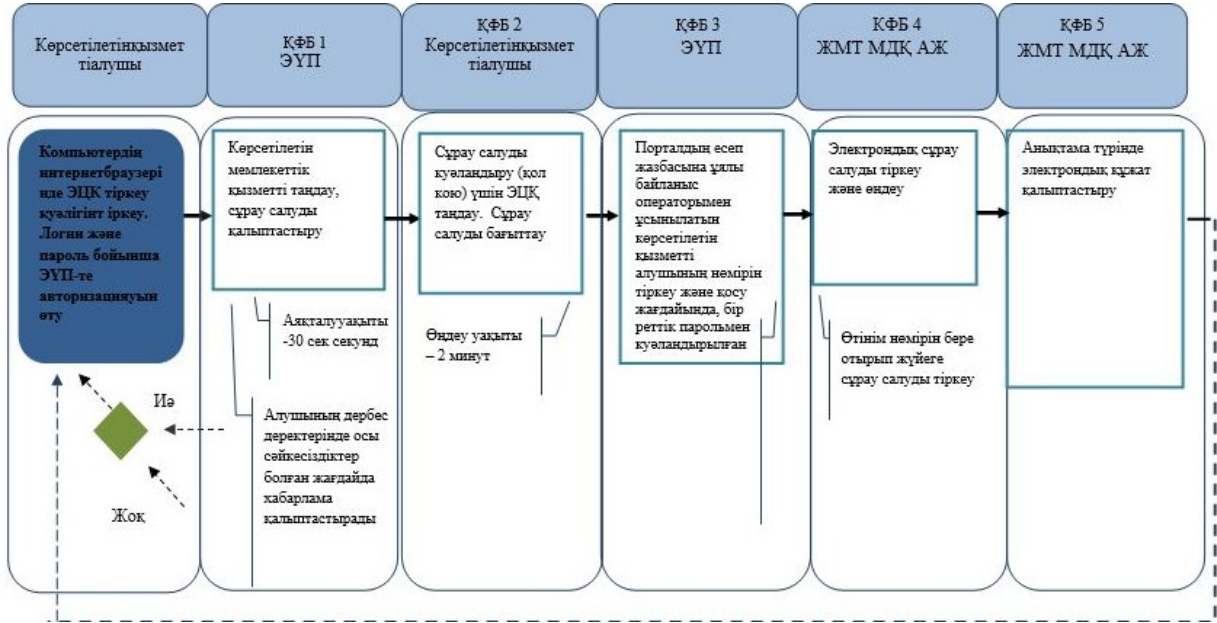 Көрсетілетінқызмет
тіалушы
ҚФБ 1
ЭҮП
ҚФБ 2
Көрсетілетінқызмет
тіалушы
ҚФБ 3
ЭҮП
ҚФБ 4
ЖМТ МДҚ АЖ
ҚФБ 5
ЖМТ МДҚ АЖ
Компьютердің
интернетбраузері
нде ЭЦК тіркеу
куәлігінт іркеу.
Логин және
пароль бойынша
ЭҮП-те
авторизацияуын
өту
Көрсетілетін
мемлекеттік
қызметті таңдау,
сұрау салуды
қалыптастыру
Сұрау салуды
куәландыру (қол
кою) үшін ЭЦҚ
таңдау. Сұрау
салуды бағыттау
Порталдың есеп
жазбасына ұялы
байланыс
операторымен
ұсынылатын
көрсетілетін
қызметті
алушының нөмірін
тіркеу және қосу
жағдайында, бір
реттік парольмен
куәландырылған
Электрондық сұрау
салуды тіркеу
және өңдеу
Анықтама түрінде
электрондық құжат
қалыптастыру
Аяқталууақыты
-30 сек секунд
Өңдеу уақыты
– 2 минут
Өтінім нөмірін бере
отырып жүйеге
сұрау салуды тіркеу
Иә
Алушының дербес
деректерінде осы
сәйкесіздіктер
болған жағдайда
хабарлама
қалыптастырады
Жоқ